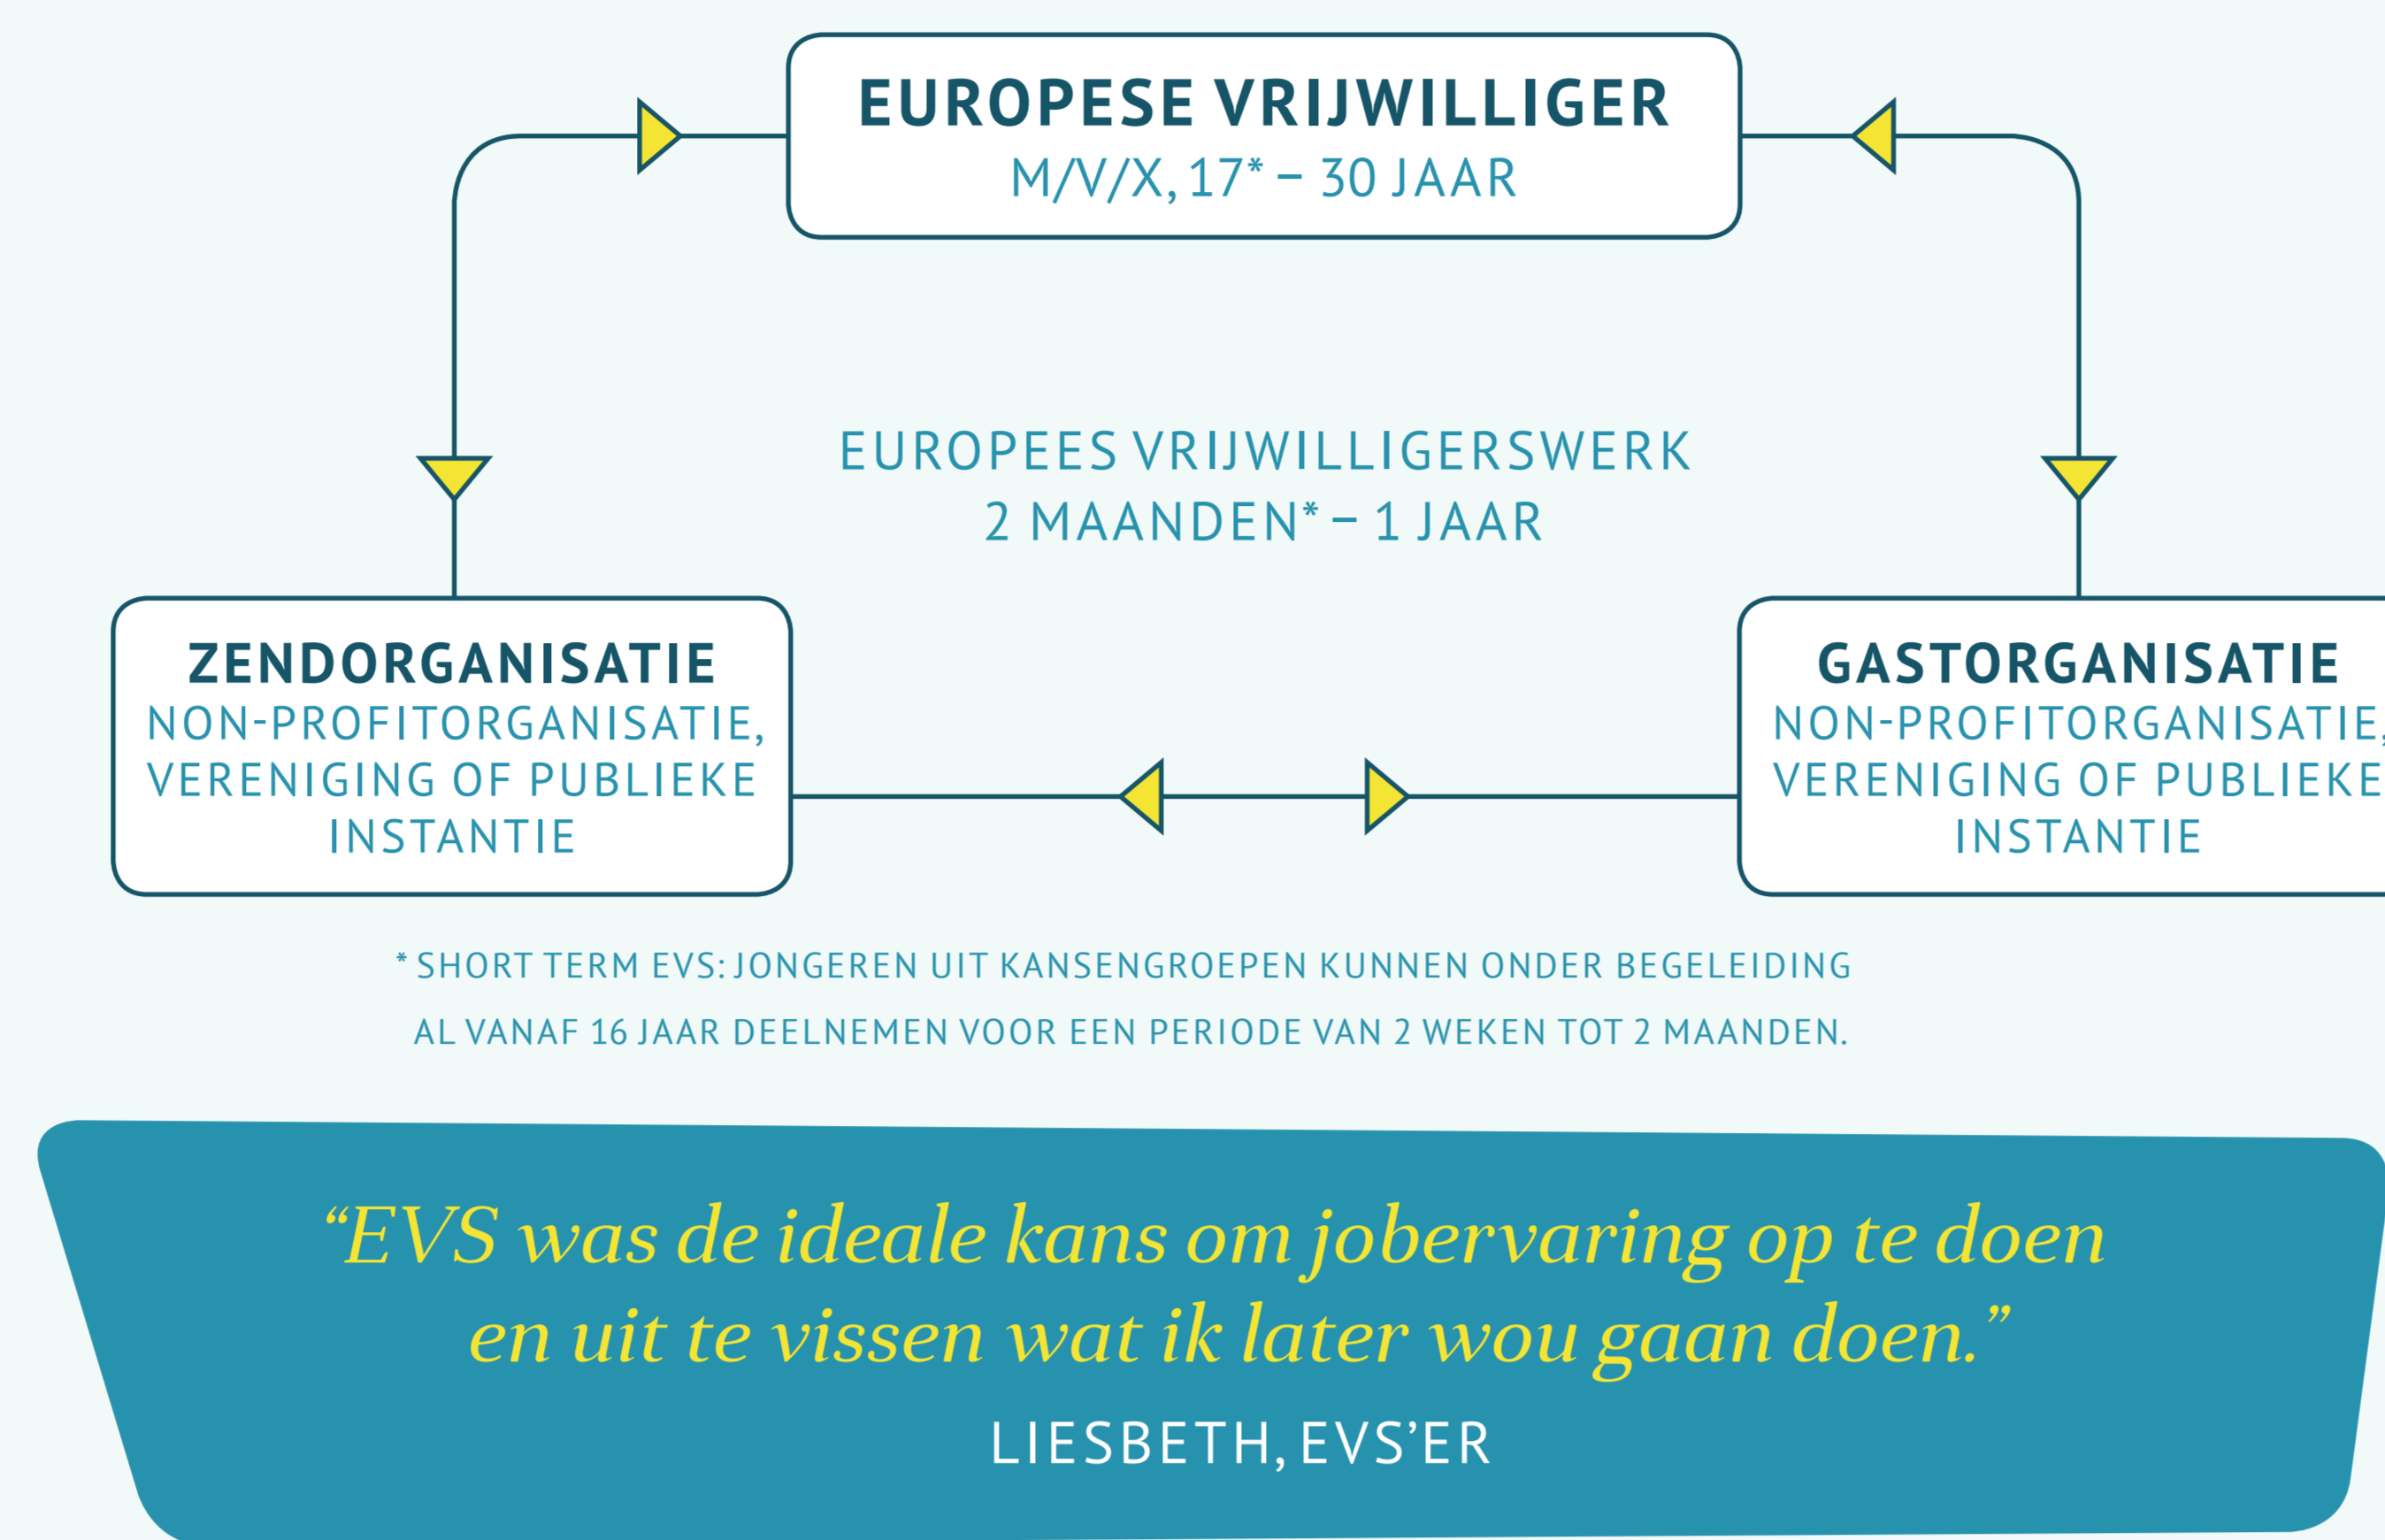 EUROPESE VRIJWILLIGER
M/V/X, 17* – 30 JAAR
EUROPEES VRIJWILLIGERSWERK
2 MAANDEN* – 1 JAAR
ZENDORGANISATIE
NON-PROFITORGANISATIE,
VERENIGING OF PUBLIEKE
INSTANTIE
GASTORGANISATIE
NON-PROFITORGANISATIE,
VERENIGING OF PUBLIEKE
INSTANTIE
* SHORT TERM EVS: JONGEREN UIT KANSENGROEPEN KUNNEN ONDER BEGELEIDING
AL VANAF 16 JAAR DEELNEMEN VOOR EEN PERIODE VAN 2 WEKEN TOT 2 MAANDEN.
“EVS was de ideale kans om jobervaring op te doen
en uit te vissen wat ik later wou gaan doen.”
LIESBETH, EVS’ER